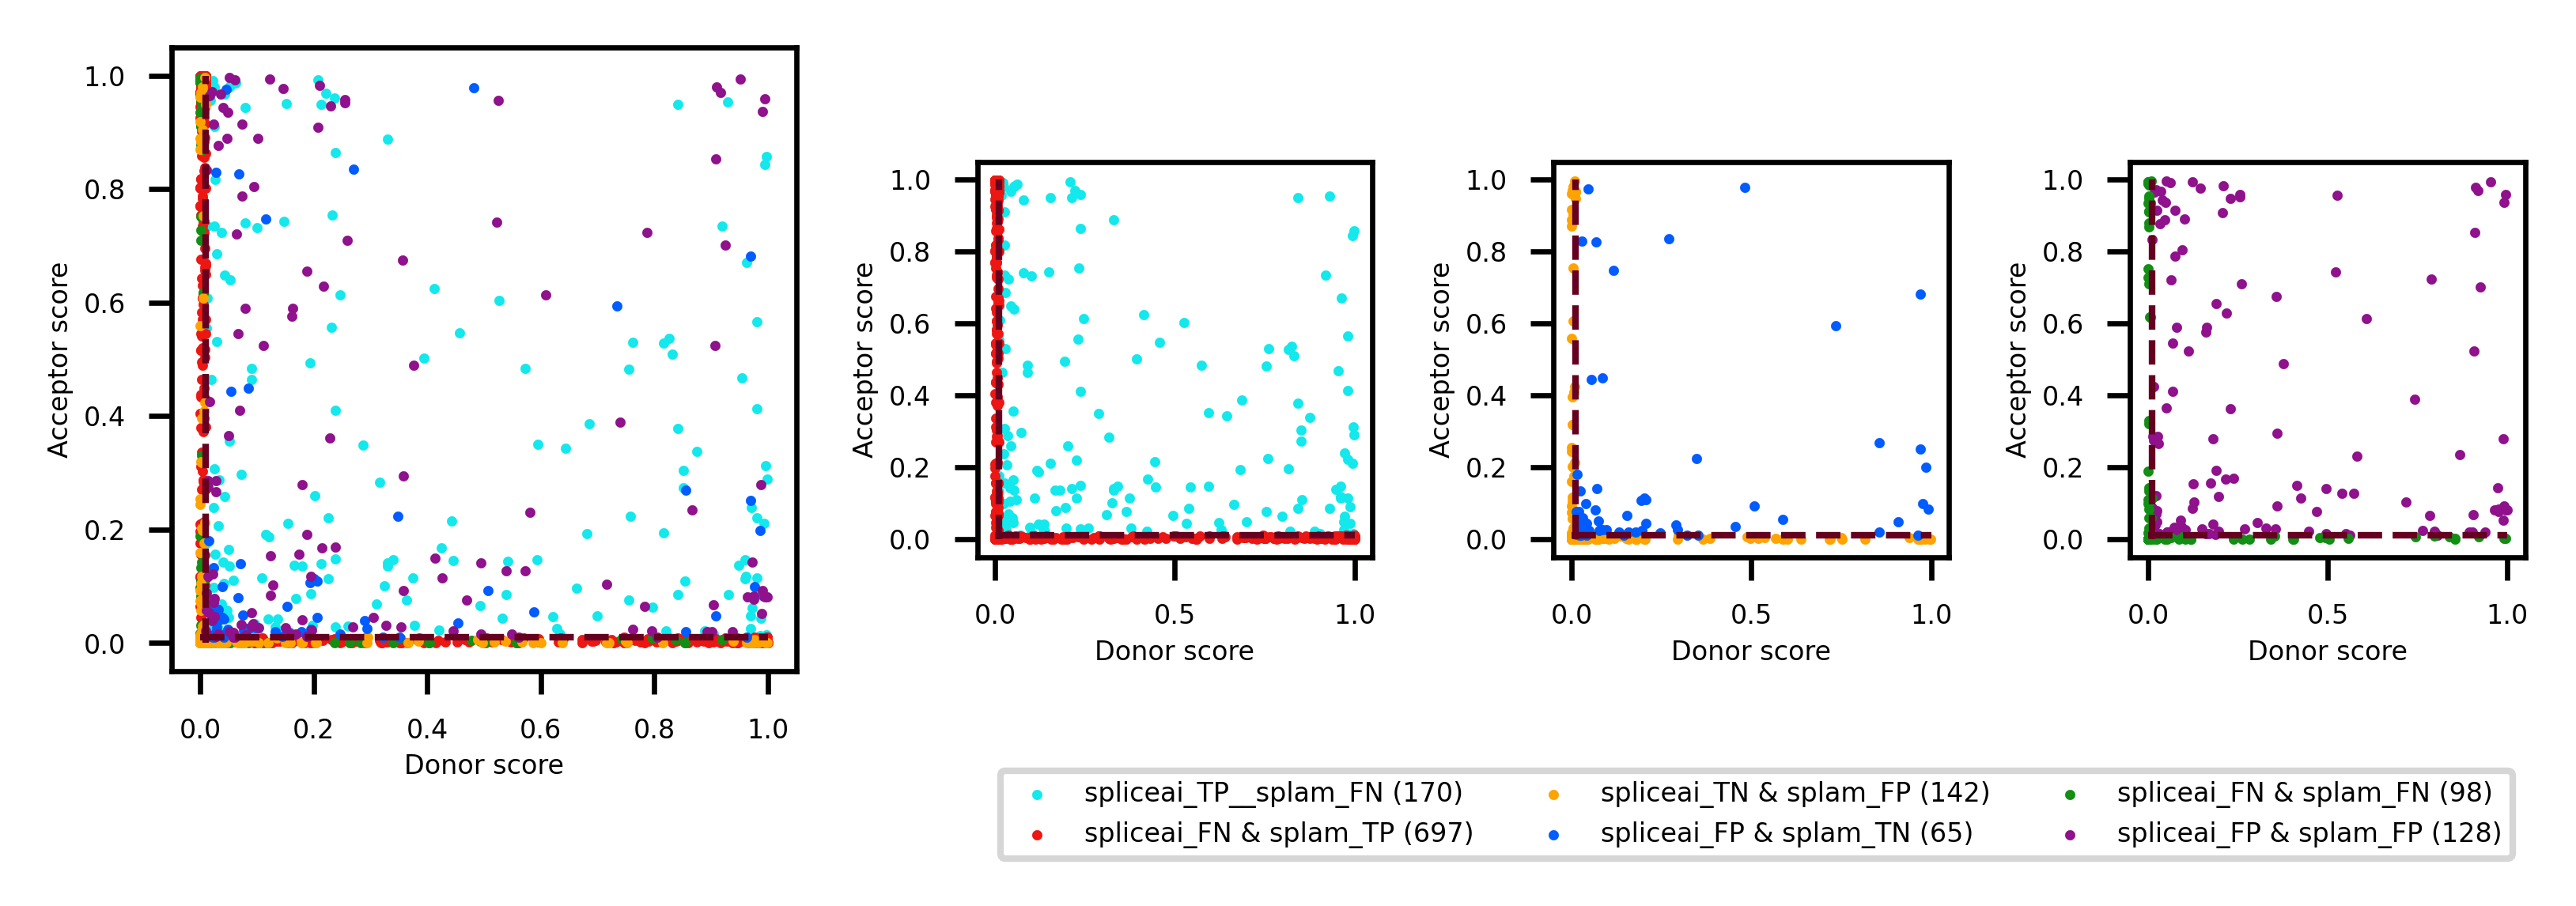 1.0
0.8
0.6
0.4
0.2
0.0
Acceptor score
0.0 0.2 0.4 0.6 0.8 1.0
Donor score
1.0
0.8
0.6
0.4
0.2
0.0
Acceptor score
0.0 0.5 1.0
Donor score
1.0
0.8
0.6
0.4
0.2
0.0
Acceptor score
0.0 0.5 1.0
Donor score
1.0
0.8
0.6
0.4
0.2
0.0
Acceptor score
0.0 0.5 1.0
Donor score
spliceai_TP__splam_FN (170)
spliceai_FN & splam_TP (697)
spliceai_TN & splam_FP (142)
spliceai_FP & splam_TN (65)
spliceai_FN & splam_FN (98)
spliceai_FP & splam_FP (128)